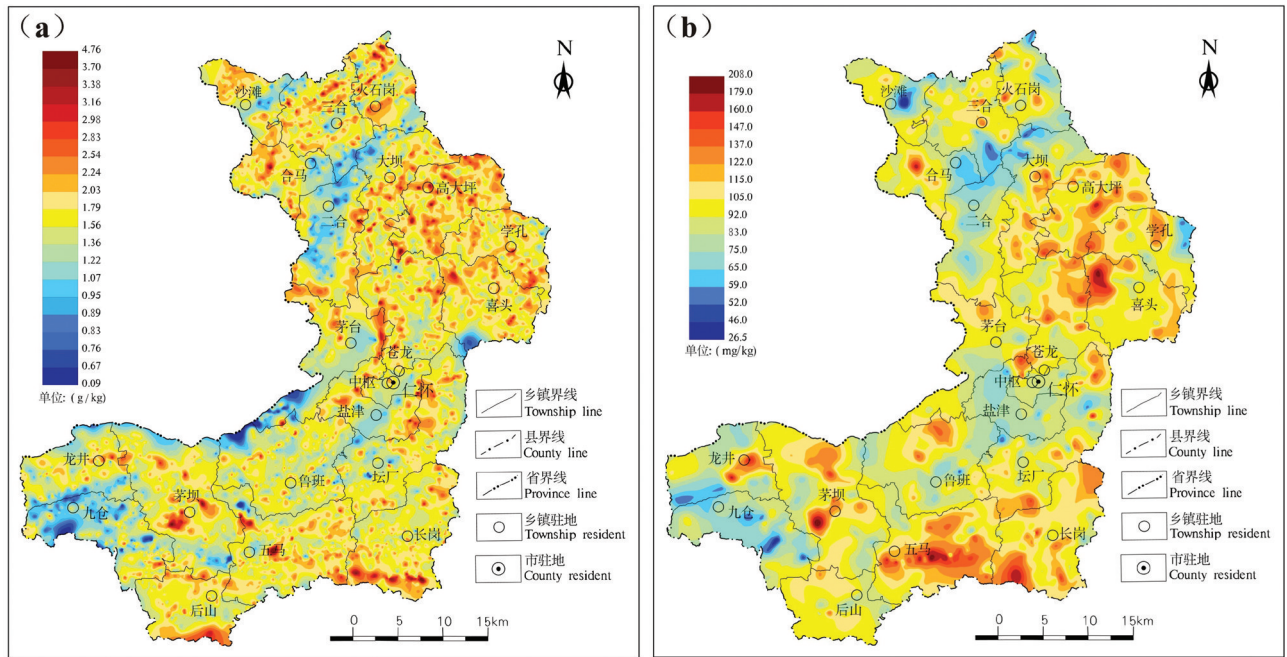 (a)
4.76
3.70
3.38
3.16
2.98
2.93
2.54
2.24
2.03
1.79
1.56
1.36
1.22
1.07
0.95
0.90
0.83
0.76
0.67
0.09
单位: (g/kg)
N
沙滩
火石岗
三合
合马
大坝
高大坪
二合
学孔
喜头
茅台
苍龙
中枢
仁怀
盐津
龙井
坛厂
鲁班
九仓
茅坝
长岗
五马
后山
乡镇界线
Township line
县界线
County line
省界线
Province line
乡镇驻地
Township resident
市驻地
County resident
0 5 10 15km
(b)
208.0
179.0
160.0
147.0
137.0
122.0
115.0
105.0
92.0
83.0
75.0
65.0
59.0
52.0
46.0
26.5
单位: (mg/kg)
N
沙滩
火石岗
三合
合马
大坝
高大坪
二合
学孔
喜头
茅台
苍龙
中枢
仁怀
盐津
龙井
坛厂
鲁班
九仓
茅坝
长岗
五马
后山
乡镇界线
Township line
县界线
County line
省界线
Province line
乡镇驻地
Township resident
市驻地
County resident
0 5 10 15km